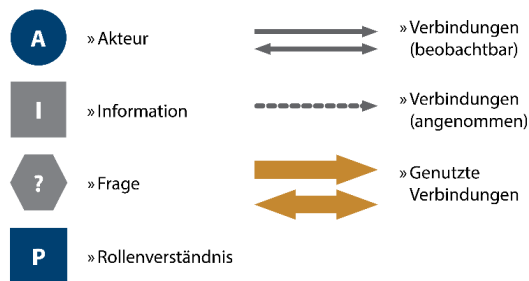 A
» Akteur
I
» Information
?
» Frage
P
» Rollenverständnis
» Verbindungen
(beobachtbar)
» Verbindungen
(angenommen)
» Genutzte
Verbindungen